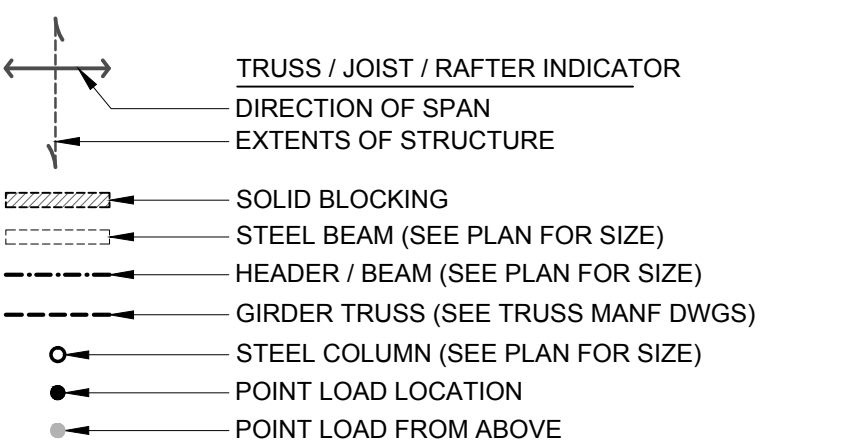 TRUSS / JOIST / RAFTER INDICATOR
DIRECTION OF SPAN
EXTENTS OF STRUCTURE
SOLID BLOCKING
STEEL BEAM (SEE PLAN FOR SIZE)
HEADER / BEAM (SEE PLAN FOR SIZE)
GIRDER TRUSS (SEE TRUSS MANF DWGS)
STEEL COLUMN (SEE PLAN FOR SIZE)
POINT LOAD LOCATION
POINT LOAD FROM ABOVE